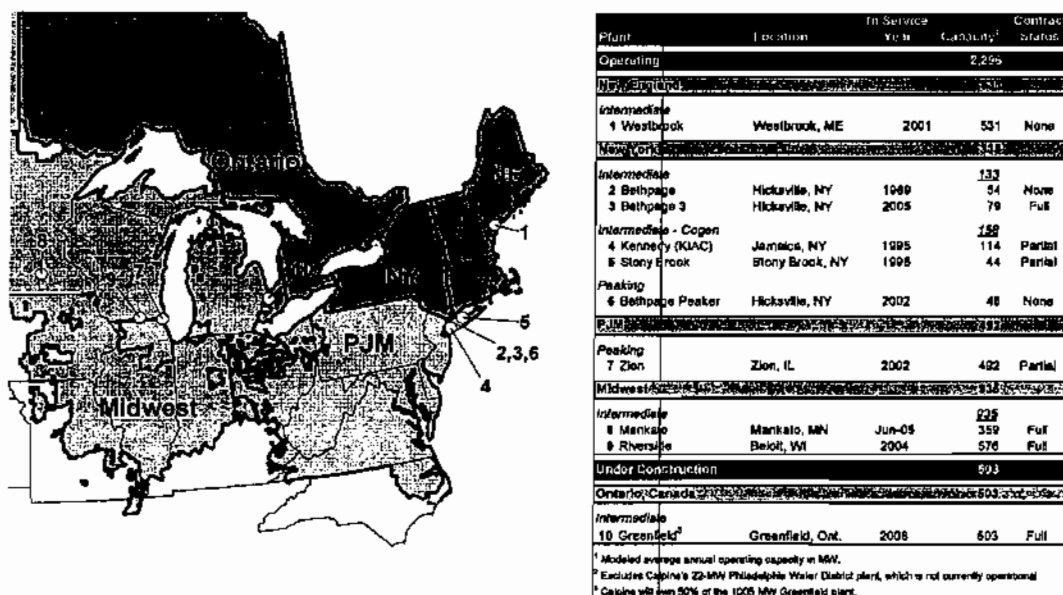 Ontario
NE
NY
PJM
Midwest
1
5
2,3,6
4
8
9
7
In Service Contract
Plant Location Year Capacity¹ Status
Operating 2,296
New England
Intermediate
1 Westbrook Westbrook, ME 2001 531 None
New York
Intermediate 133
2 Bethpage Hicksville, NY 1989 54 None
3 Bethpage 3 Hicksville, NY 2005 79 Full
Intermediate - Cogen 158
4 Kennedy (KIAC) Jamaica, NY 1995 114 Partial
5 Stony Brook Stony Brook, NY 1995 44 Partial
Peaking
6 Bethpage Peaker Hicksville, NY 2002 None
PJM
Peaking
7 Zion Zion, IL 2002 492 Partial
Midwest
Intermediate 935
8 Mankato Mankato, MN Jun-05 359 Full
9 Riverside Beloit, WI 2004 576 Full
Under Construction 503
Ontario Canada 503
Intermediate
10 Greenfield³ Greenfield, Ont. 2008 503 Full
¹ Modeled average annual operating capacity in MW.
² Excludes Calpine's 22-MW Philadelphia Water District plant, which is not currently operational
³ Calpine will own 50% of the 1005 MW Greenfield plant.